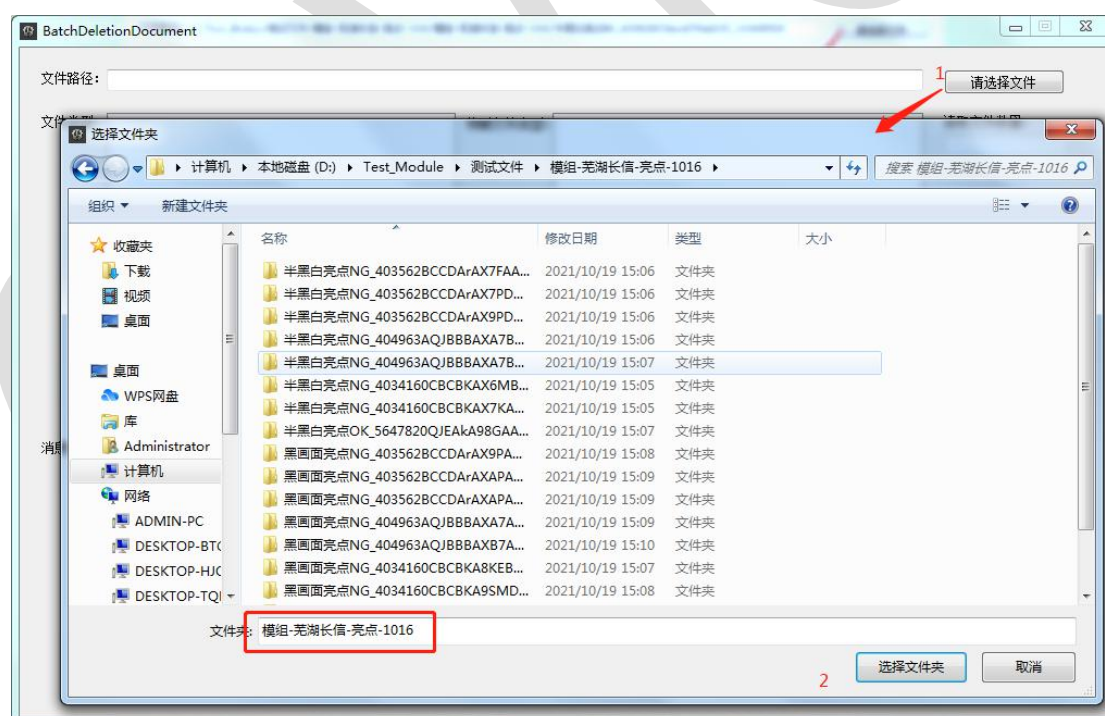 BatchDeletionDocument
文件路径：
1
请选择文件
选择文件夹
计算机 ▸ 本地磁盘 (D:) ▸ Test_Module ▸ 测试文件 ▸ 模组-芜湖长信-亮点-1016 ▸
搜索 模组-芜湖长信-亮点-1016
组织 新建文件夹
名称 修改日期 类型 大小
收藏夹
下载
视频
桌面
桌面
WPS网盘
库
Administrator
计算机
网络
ADMIN-PC
DESKTOP-BTC
DESKTOP-HJC
DESKTOP-TQI
半黑白亮点NG_403562BCCDArAX7FAA... 2021/10/19 15:06 文件夹
半黑白亮点NG_403562BCCDArAX7PD... 2021/10/19 15:06 文件夹
半黑白亮点NG_403562BCCDArAX9PD... 2021/10/19 15:06 文件夹
半黑白亮点NG_404963AQJBBBAXA7B... 2021/10/19 15:06 文件夹
半黑白亮点NG_404963AQJBBBAXA7B... 2021/10/19 15:07 文件夹
半黑白亮点NG_4034160CBCBKAX6MB... 2021/10/19 15:05 文件夹
半黑白亮点NG_4034160CBCBKAX7KA... 2021/10/19 15:05 文件夹
半黑白亮点OK_5647820QJEAkA98GAA... 2021/10/19 15:07 文件夹
黑画面亮点NG_403562BCCDArAX9PA... 2021/10/19 15:08 文件夹
黑画面亮点NG_403562BCCDArAXAPA... 2021/10/19 15:09 文件夹
黑画面亮点NG_403562BCCDArAXAPA... 2021/10/19 15:09 文件夹
黑画面亮点NG_404963AQJBBBAXA7A... 2021/10/19 15:09 文件夹
黑画面亮点NG_404963AQJBBBAXB7A... 2021/10/19 15:10 文件夹
黑画面亮点NG_4034160CBCBKA8KEB... 2021/10/19 15:07 文件夹
黑画面亮点NG_4034160CBCBKA9SMD... 2021/10/19 15:08 文件夹
文件夹: 模组-芜湖长信-亮点-1016
2
选择文件夹
取消